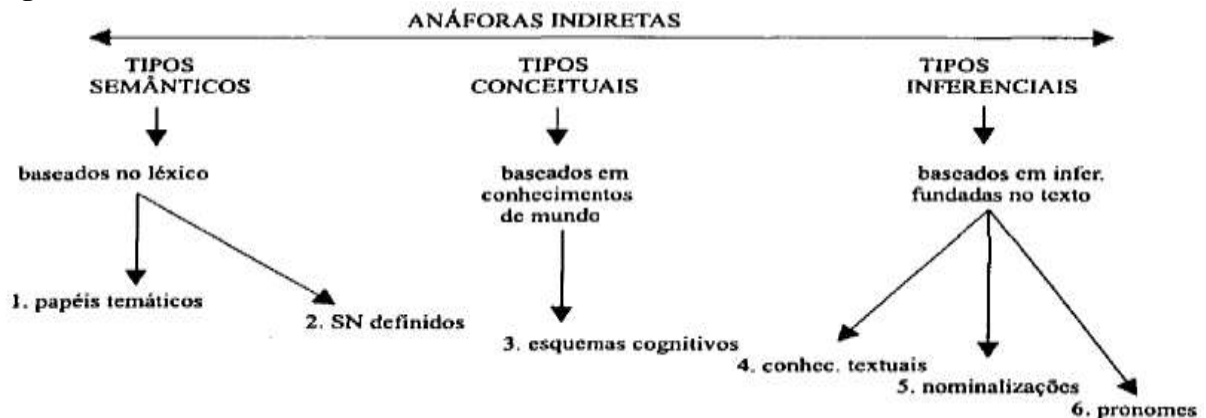 ANÁFORAS INDIRETAS
TIPOS
SEMÂNTICOS
TIPOS
CONCEITUAIS
TIPOS
INFERENCIAIS
baseados no léxico
baseados em
conhecimentos
de mundo
baseados em infer.
fundadas no texto
1. papéis temáticos
2. SN definidos
3. esquemas cognitivos
4. conhec. textuais
5. nominalizações
6. pronomes